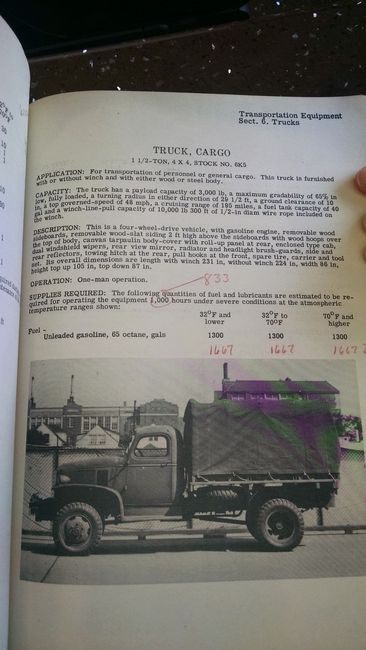 Transportation Equipment
Sect. 6. Trucks
TRUCK, CARGO
1 1/2-TON, 4 X 4, STOCK NO. 6K5
APPLICATION: For transportation of personnel or general cargo. This truck is furnished
with or without winch and with either wood or steel body.
CAPACITY: The truck has a payload capacity of 3,000 lb, a maximum gradability of 65% in
low, fully loaded, a turning radius in either direction of 29 1/2 ft, a ground clearance of 10
in, a top governed-speed of 48 mph, a cruising range of 195 miles, a fuel tank capacity of 40
gal and a winch-line-pull capacity of 10,000 lb 300 ft of 1/2-in diam wire rope included on
the winch.
DESCRIPTION: This is a four-wheel-drive vehicle, with gasoline engine, removable wood
sideboards, removable wood-slat siding 2 ft high above the sideboards with wood hoops over
the top of body, canvas tarpaulin body-cover with roll-up panel at rear, enclosed type cab,
dual windshield wipers, rear view mirror, radiator and headlight brush-guards, side and
rear reflectors, towing hitch at the rear, pull hooks at the front, spare tire, carrier and tool
set. Its overall dimensions are length with winch 231 in, without winch 224 in, width 86 in,
height top up 105 in, top down 87 in.
OPERATION: One-man operation.
833
SUPPLIES REQUIRED: The following quantities of fuel and lubricants are estimated to be re-
quired for operating the equipment 1,000 hours under severe conditions at the atmospheric
temperature ranges shown:
32°F and lower 32°F to 70°F 70°F and higher
Fuel -
Unleaded gasoline, 65 octane, gals 1300 1300 1300
1667 1667 1667